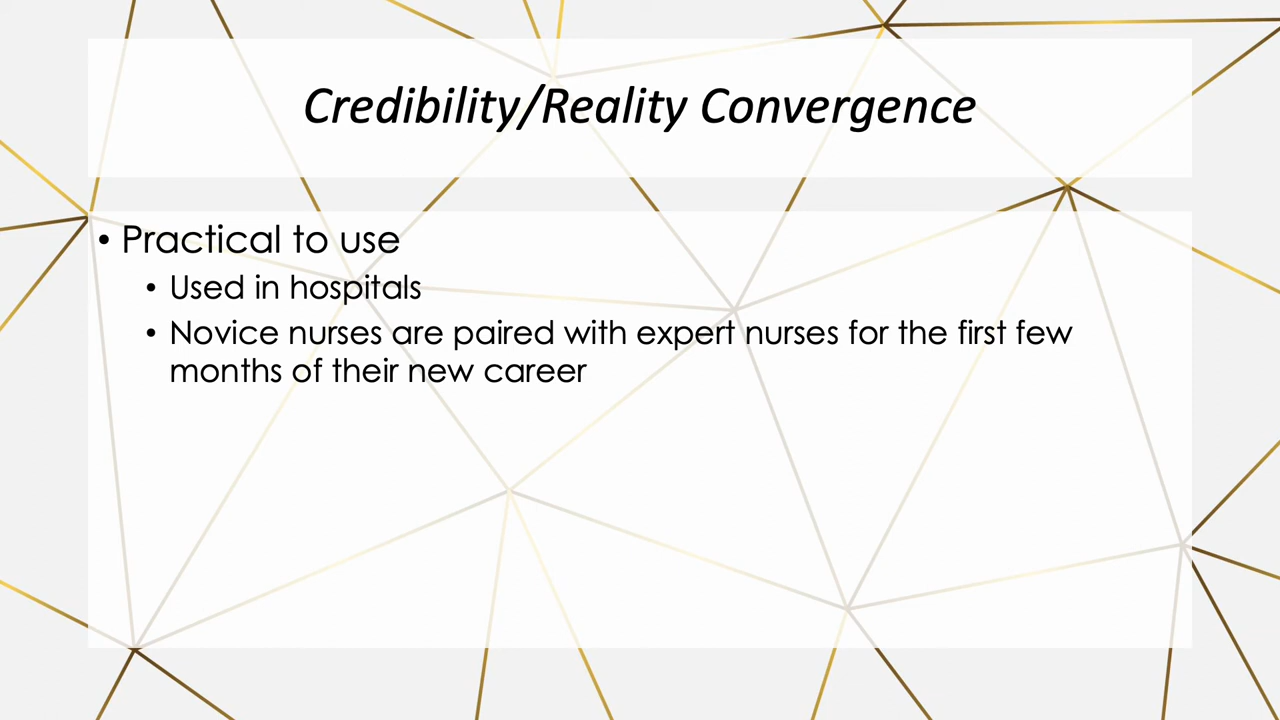 Credibility/Reality Convergence
• Practical to use
• Used in hospitals
• Novice nurses are paired with expert nurses for the first few
months of their new career